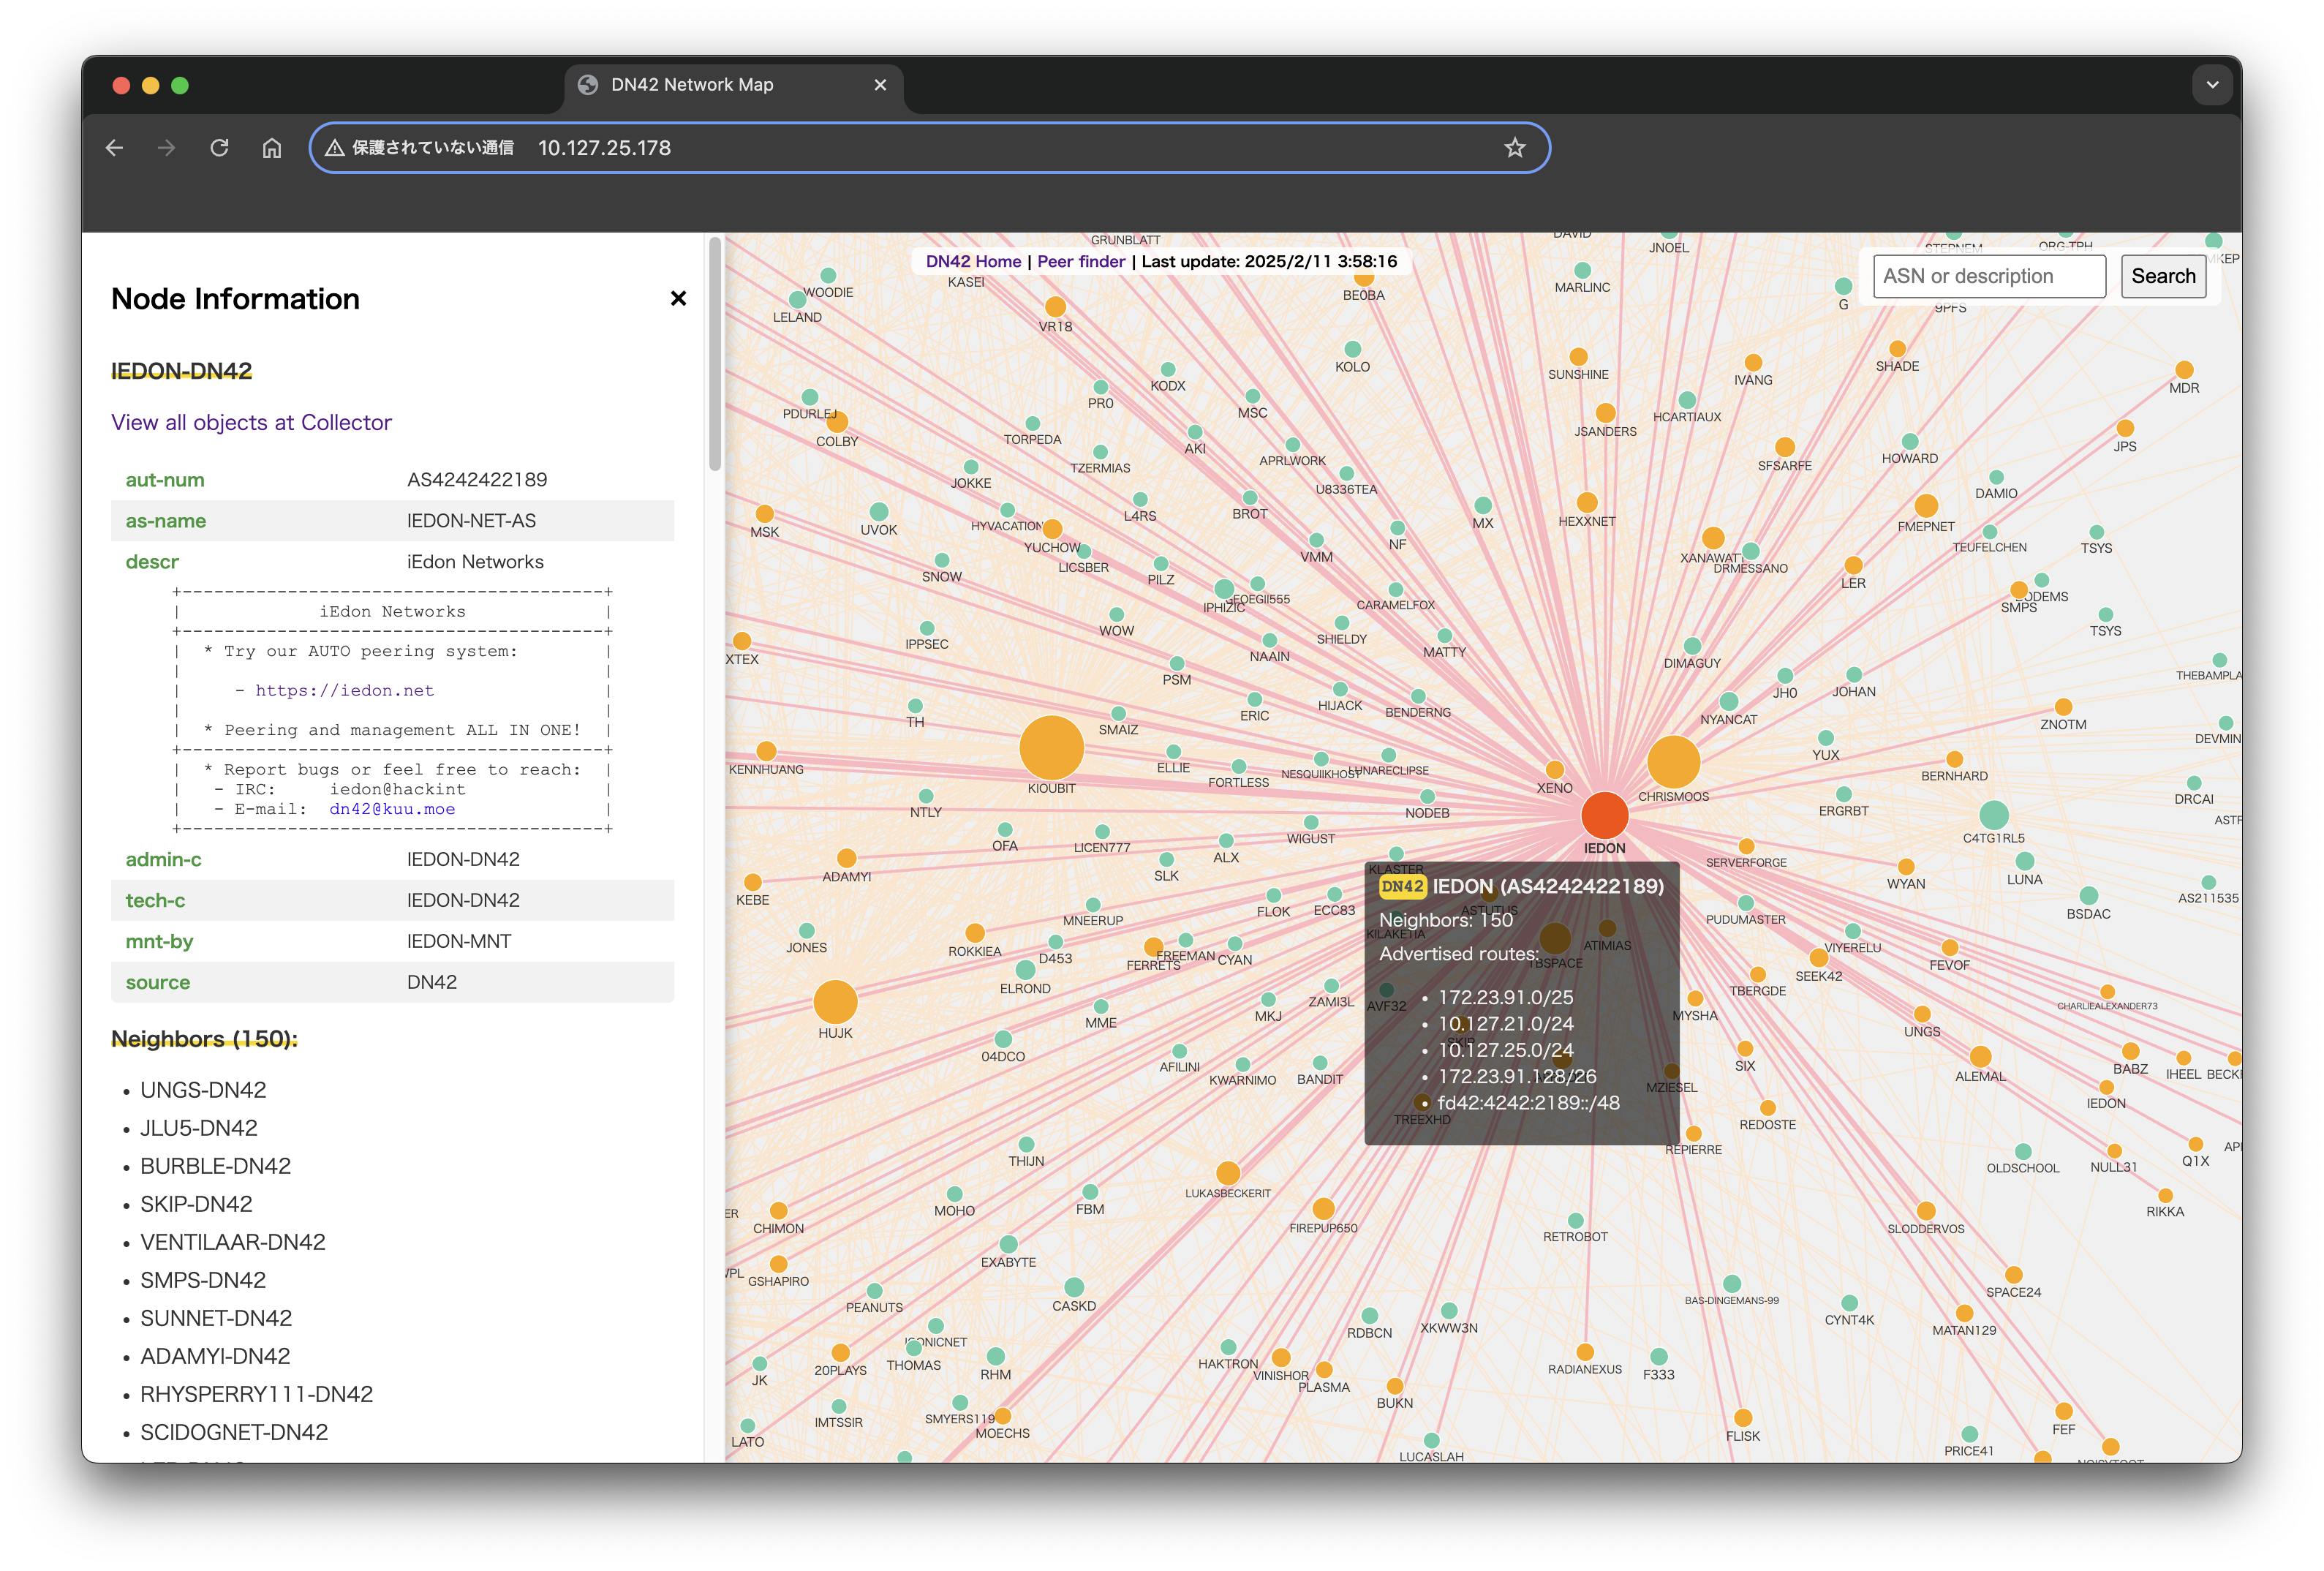 DN42 Network Map
保護されていない通信 10.127.25.178
Node Information
IEDON-DN42
View all objects at Collector
aut-num AS4242422189
as-name IEDON-NET-AS
descr iEdon Networks
+---------------------------------------+
| iEdon Networks |
+---------------------------------------+
| * Try our AUTO peering system: |
| - https://iedon.net |
| * Peering and management ALL IN ONE! |
+---------------------------------------+
| * Report bugs or feel free to reach: |
| - IRC: iedon@hackint |
| - E-mail: dn42@kuu.moe |
+---------------------------------------+
admin-c IEDON-DN42
tech-c IEDON-DN42
mnt-by IEDON-MNT
source DN42
Neighbors (150):
• UNGS-DN42
• JLU5-DN42
• BURBLE-DN42
• SKIP-DN42
• VENTILAAR-DN42
• SMPS-DN42
• SUNNET-DN42
• ADAMYI-DN42
• RHYSPERRY111-DN42
• SCIDOGNET-DN42
DN42 Home | Peer finder | Last update: 2025/2/11 3:58:16
ASN or description Search
GRUNBLATT
DAVID
JNOEL
STEPNEM
ORG-TPH
KASEI
WOODIE
LELAND
VR18
BE0BA
MARLINC
G
9PFS
KOLO
SUNSHINE
IVANG
SHADE
MDR
KODX
PR0
MSC
PDURLEJ
COLBY
TORPEDA
AKI
JSANDERS
HCARTIAUX
JPS
TZERMIAS
APRLWORK
SFSARFE
HOWARD
JOKKE
U8336TEA
DAMIO
MSK
UVOK
HYVACATION
L4RS
BROT
MX
HEXXNET
FMEPNET
YUCHOW
LICSBER
VMM
NF
XANAWATT
DRMESSANO
TEUFELCHEN
TSYS
SNOW
PILZ
LER
IPHIZIC
GEOEGII555
CARAMELFOX
SMPS
BODEMS
WOW
IPPSEC
SHIELDY
TSYS
XTEX
NAAIN
MATTY
DIMAGUY
PSM
JH0
JOHAN
THEBAMPLA
TH
SMAIZ
ERIC
HIJACK
BENDERNG
NYANCAT
ZNOTM
DEVMIN
KENNHUANG
KIOUBIT
ELLIE
FORTLESS
NESQUIIKHOST
LUNARECLIPSE
XENO
CHRISMOOS
YUX
BERNHARD
NTLY
NODEB
ERGRBT
DRCAI
OFA
LICEN777
ALX
WIGUST
IEDON
C4TG1RL5
ADAMYI
SLK
KLASTER
SERVERFORGE
WYAN
LUNA
KEBE
MNEERUP
FLOK
ECC83
ASTUTUS
PUDUMASTER
BSDAC
AS211535
DN42 IEDON (AS4242422189)
Neighbors: 150
Advertised routes:
• 172.23.91.0/25
• 10.127.21.0/24
• 10.127.25.0/24
• 172.23.91.128/26
• fd42:4242:2189::/48
KILAKETIA
ATIMIAS
TBSPACE
AVF32
SKIP
MZIESEL
TREEXHD
JONES
ROKKIEA
D453
FERRETS
FREEMAN
CYAN
VIYERELU
SEEK42
FEVOF
ELROND
ZAMI3L
TBERGDE
CHARLIEALEXANDER73
HUJK
MME
MKJ
MYSHA
UNGS
04DCO
AFILINI
KWARNIMO
BANDIT
SIX
ALEMAL
BABZ
IHEEL
IEDON
REDOSTE
REPIERRE
THIJN
OLDSCHOOL
NULL31
Q1X
LUKASBECKERIT
MOHO
FBM
RIKKA
CHIMON
FIREPUP650
RETROBOT
SLODDERVOS
EXABYTE
GSHAPIRO
SPACE24
PEANUTS
CASKD
BAS-DINGEMANS-99
CYNT4K
MATAN129
RDBCN
XKWW3N
THOMAS
20PLAYS
RHM
HAKTRON
VINISHOR
PLASMA
RADIANEXUS
F333
JK
BUKN
IMTSSIR
SMYERS119
MOECHS
FLISK
FEF
LATO
LUCASLAH
PRICE41